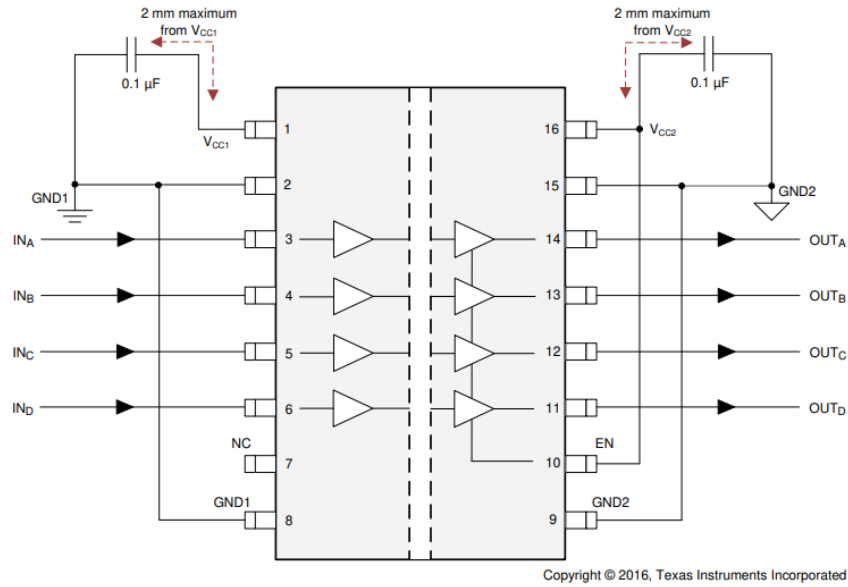 2 mm maximum
from VCC1
2 mm maximum
from VCC2
0.1 µF
0.1 µF
VCC1
1
16
VCC2
GND1
2
15
GND2
INA
3
14
OUTA
INB
4
13
OUTB
INC
5
12
OUTC
IND
6
11
OUTD
NC
7
10
EN
GND1
8
9
GND2
Copyright © 2016, Texas Instruments Incorporated